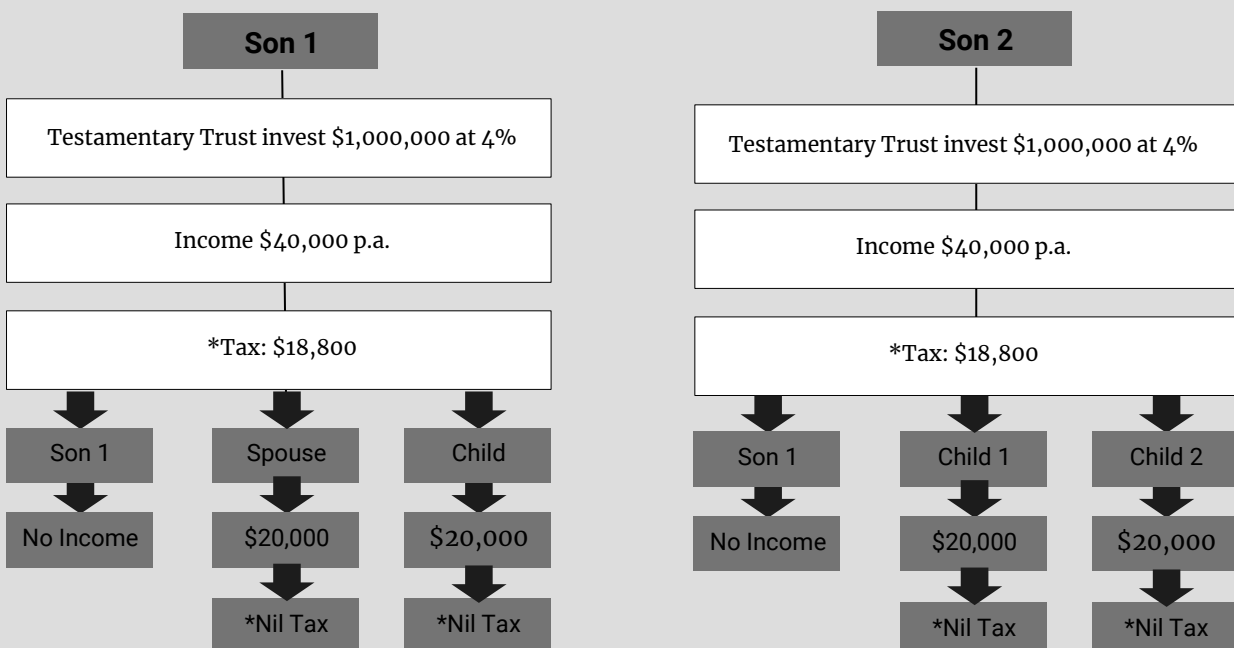 Son 1
Testamentary Trust invest $1,000,000 at 4%
Income $40,000 p.a.
*Tax: $18,800
Son 1
Spouse
Child
No Income
$20,000
$20,000
*Nil Tax
*Nil Tax
Son 2
Testamentary Trust invest $1,000,000 at 4%
Income $40,000 p.a.
*Tax: $18,800
Son 1
Child 1
Child 2
No Income
$20,000
$20,000
*Nil Tax
*Nil Tax